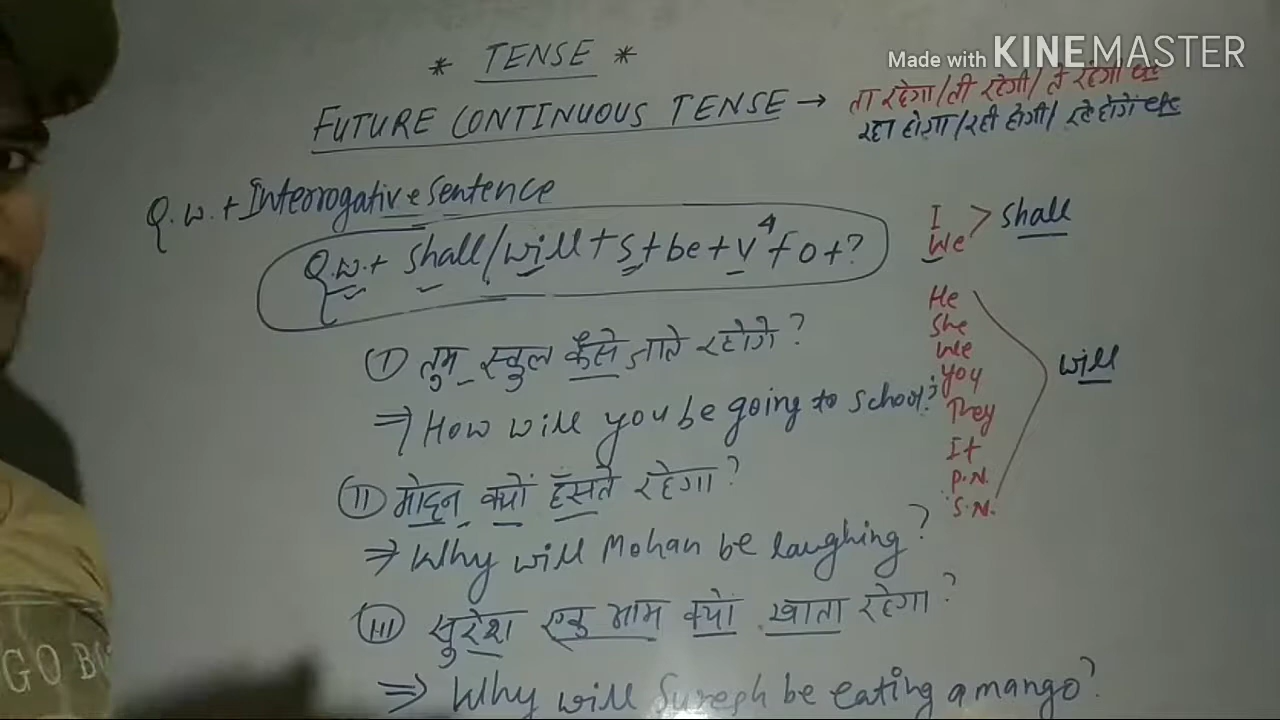 * TENSE *
Made with KINEMASTER
FUTURE CONTINUOUS TENSE → ता रहेगा/ती रहेगी/ते रहेंगे etc
रहा होगा/रही होगी/रहे होंगे etc
Q.W.+Interrogative sentence
Q.W.+ shall/will+s+be+v⁴+o+?
I
We > shall
He
She
We
You
They
It
P.N.
S.N.
will
(I) तुम स्कुल कैसे जाते रहोगे?
⇒ How will you be going to school?
(II) मोहन क्यों हँसते रहेगा?
⇒ Why will Mohan be laughing?
(III) सुरेश एक आम क्यों खाता रहेगा?
⇒ Why will Suresh be eating a mango?
GO B